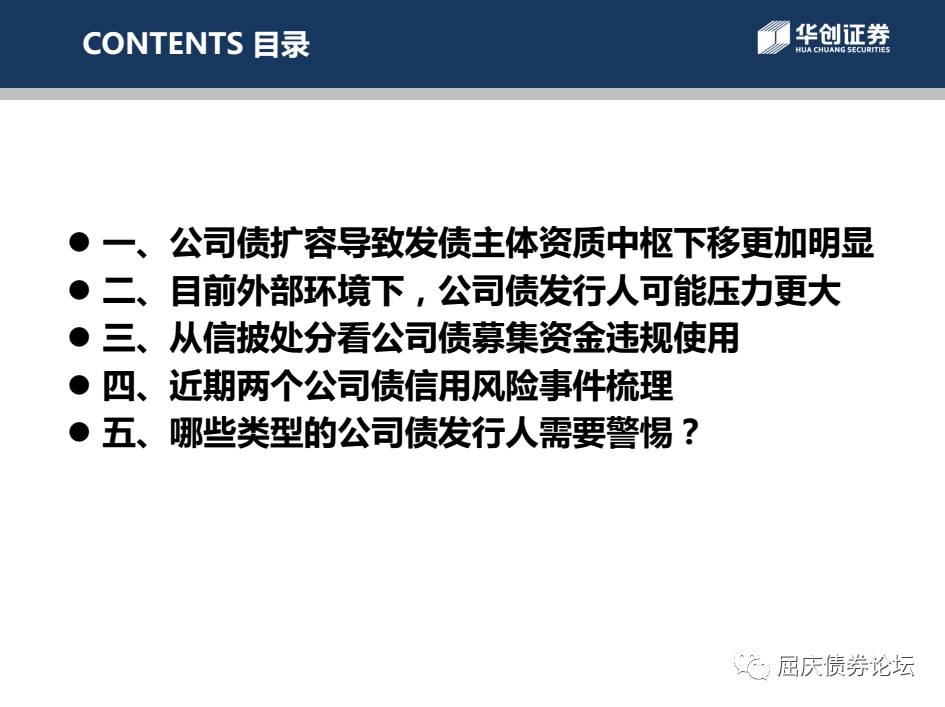 CONTENTS 目录
华创证券
HUA CHUANG SECURITIES
● 一、公司债扩容导致发债主体资质中枢下移更加明显
● 二、目前外部环境下，公司债发行人可能压力更大
● 三、从信披处分看公司债募集资金违规使用
● 四、近期两个公司债信用风险事件梳理
● 五、哪些类型的公司债发行人需要警惕？
屈庆债券论坛